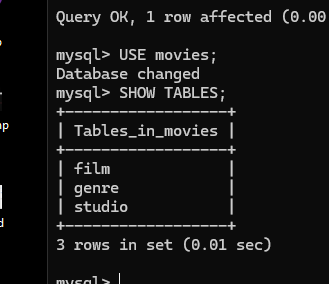 Query OK, 1 row affected (0.00
mysql> USE movies;
Database changed
mysql> SHOW TABLES;
+------------------+
| Tables_in_movies |
+------------------+
| film             |
| genre            |
| studio           |
+------------------+
3 rows in set (0.01 sec)
mysql>